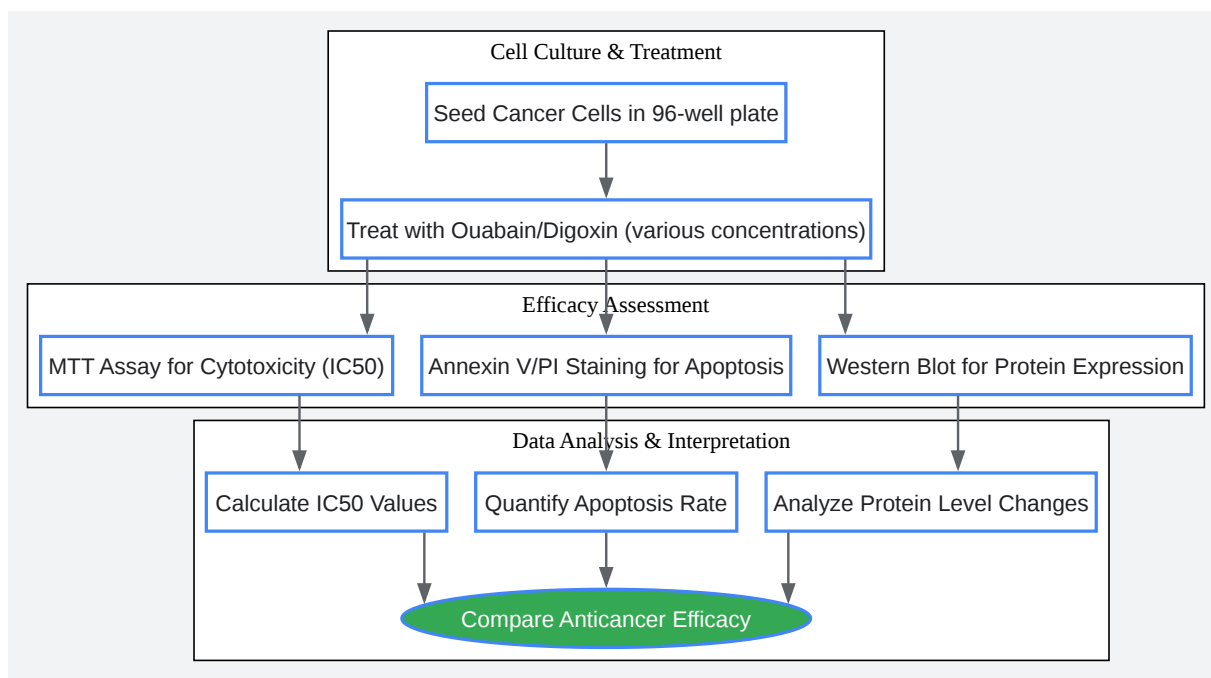 Cell Culture & Treatment
Seed Cancer Cells in 96-well plate
Treat with Ouabain/Digoxin (various concentrations)
Efficacy Assessment
MTT Assay for Cytotoxicity (IC50)
Annexin V/PI Staining for Apoptosis
Western Blot for Protein Expression
Data Analysis & Interpretation
Calculate IC50 Values
Quantify Apoptosis Rate
Analyze Protein Level Changes
Compare Anticancer Efficacy